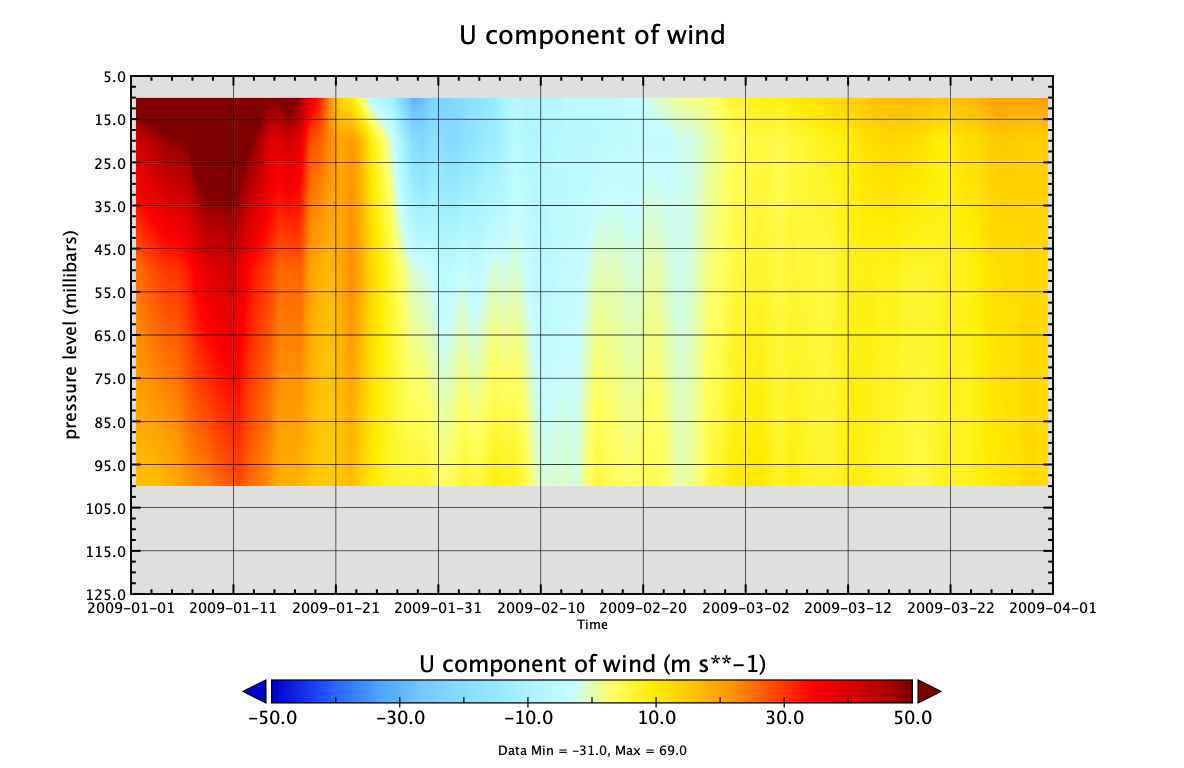 U component of wind
5.0
15.0
25.0
35.0
45.0
55.0
65.0
75.0
85.0
95.0
105.0
115.0
125.0
pressure level (millibars)
2009-01-01 2009-01-11 2009-01-21 2009-01-31 2009-02-10 2009-02-20 2009-03-02 2009-03-12 2009-03-22 2009-04-01
Time
U component of wind (m s**-1)
-50.0 -30.0 -10.0 10.0 30.0 50.0
Data Min = -31.0, Max = 69.0